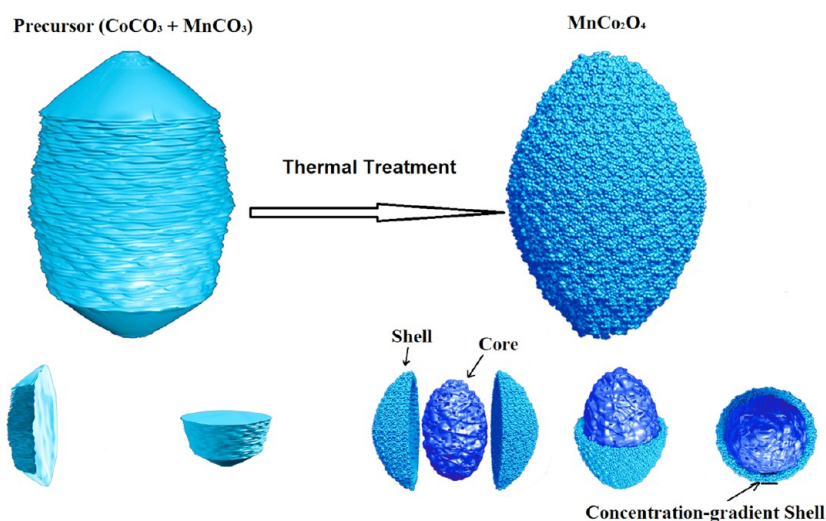 Precursor (CoCO₃ + MnCO₃)
MnCo₂O₄
Thermal Treatment
Shell
Core
Concentration-gradient Shell